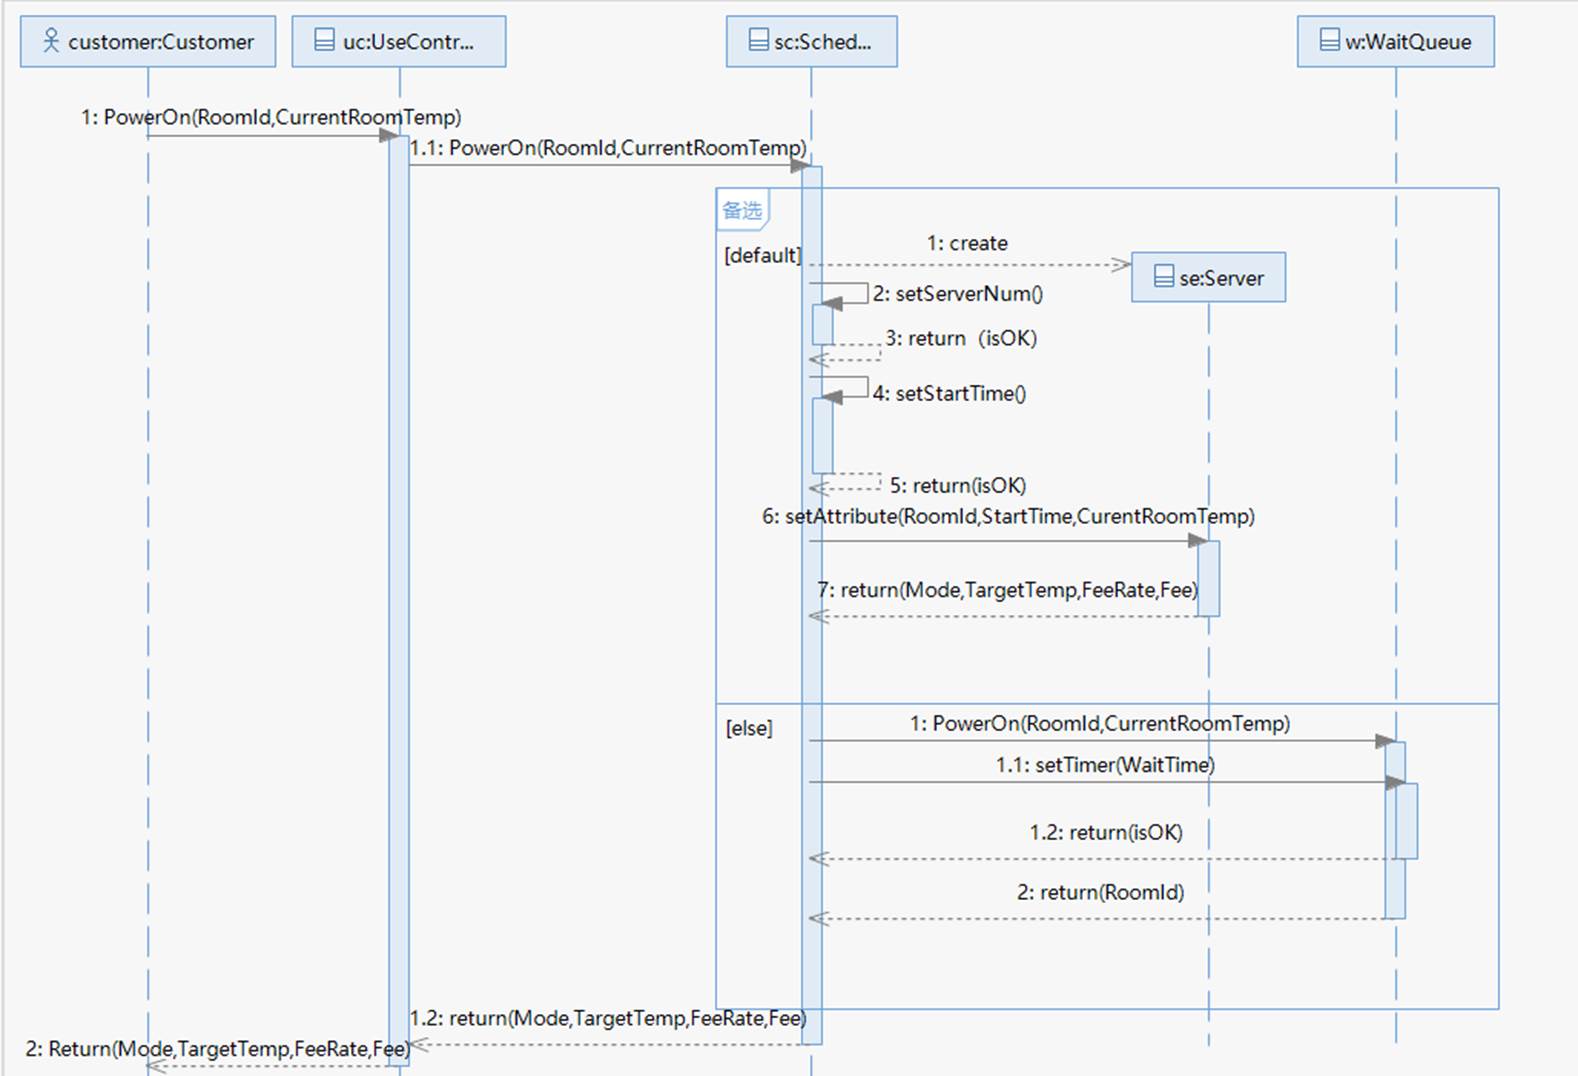 customer:Customer
uc:UseContr...
sc:Sched...
w:WaitQueue
1: PowerOn(RoomId,CurrentRoomTemp)
1.1: PowerOn(RoomId,CurrentRoomTemp)
备选
[default]
1: create
se:Server
2: setServerNum()
3: return（isOK)
4: setStartTime()
5: return(isOK)
6: setAttribute(RoomId,StartTime,CurentRoomTemp)
7: return(Mode,TargetTemp,FeeRate,Fee)
[else]
1: PowerOn(RoomId,CurrentRoomTemp)
1.1: setTimer(WaitTime)
1.2: return(isOK)
2: return(RoomId)
1.2: return(Mode,TargetTemp,FeeRate,Fee)
2: Return(Mode,TargetTemp,FeeRate,Fee)